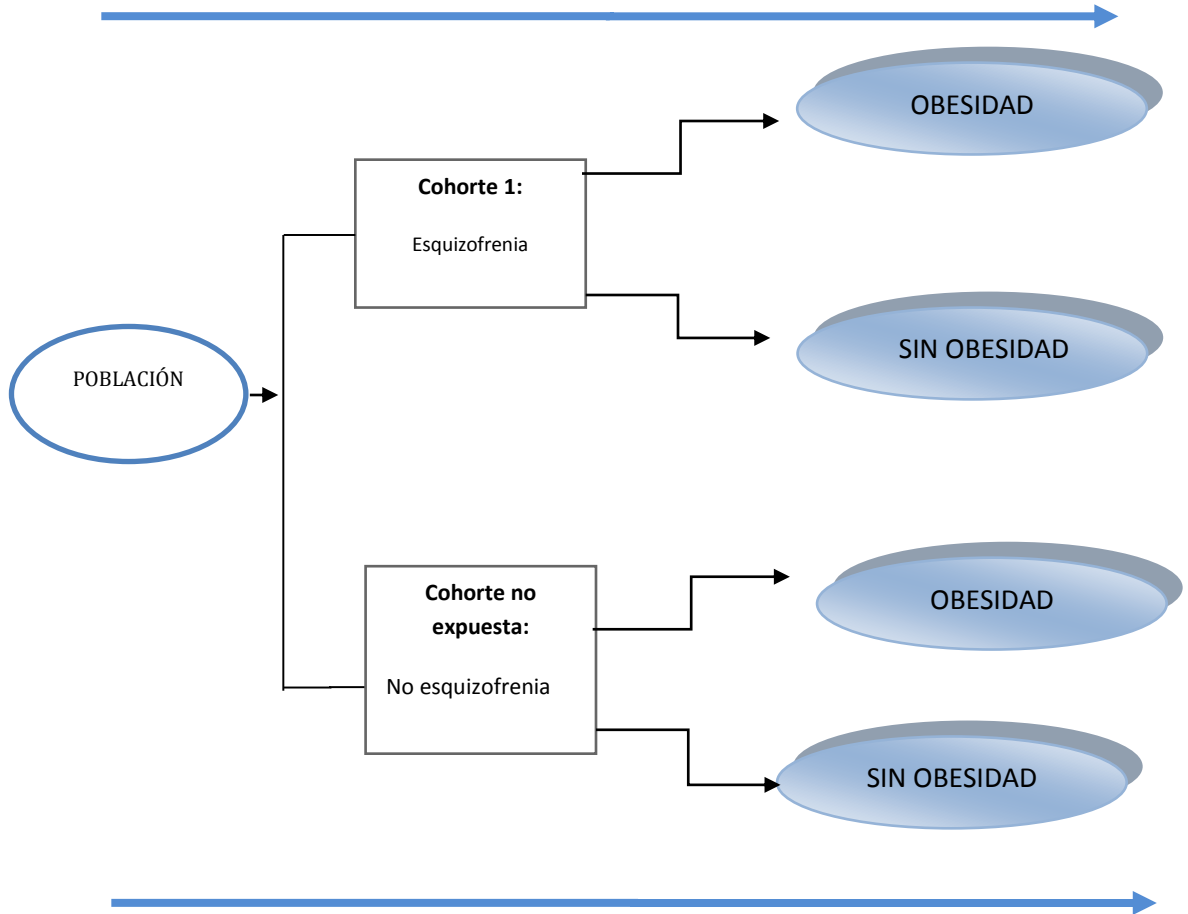 OBESIDAD
Cohorte 1:
Esquizofrenia
SIN OBESIDAD
POBLACIÓN
Cohorte no
expuesta:
No esquizofrenia
OBESIDAD
SIN OBESIDAD